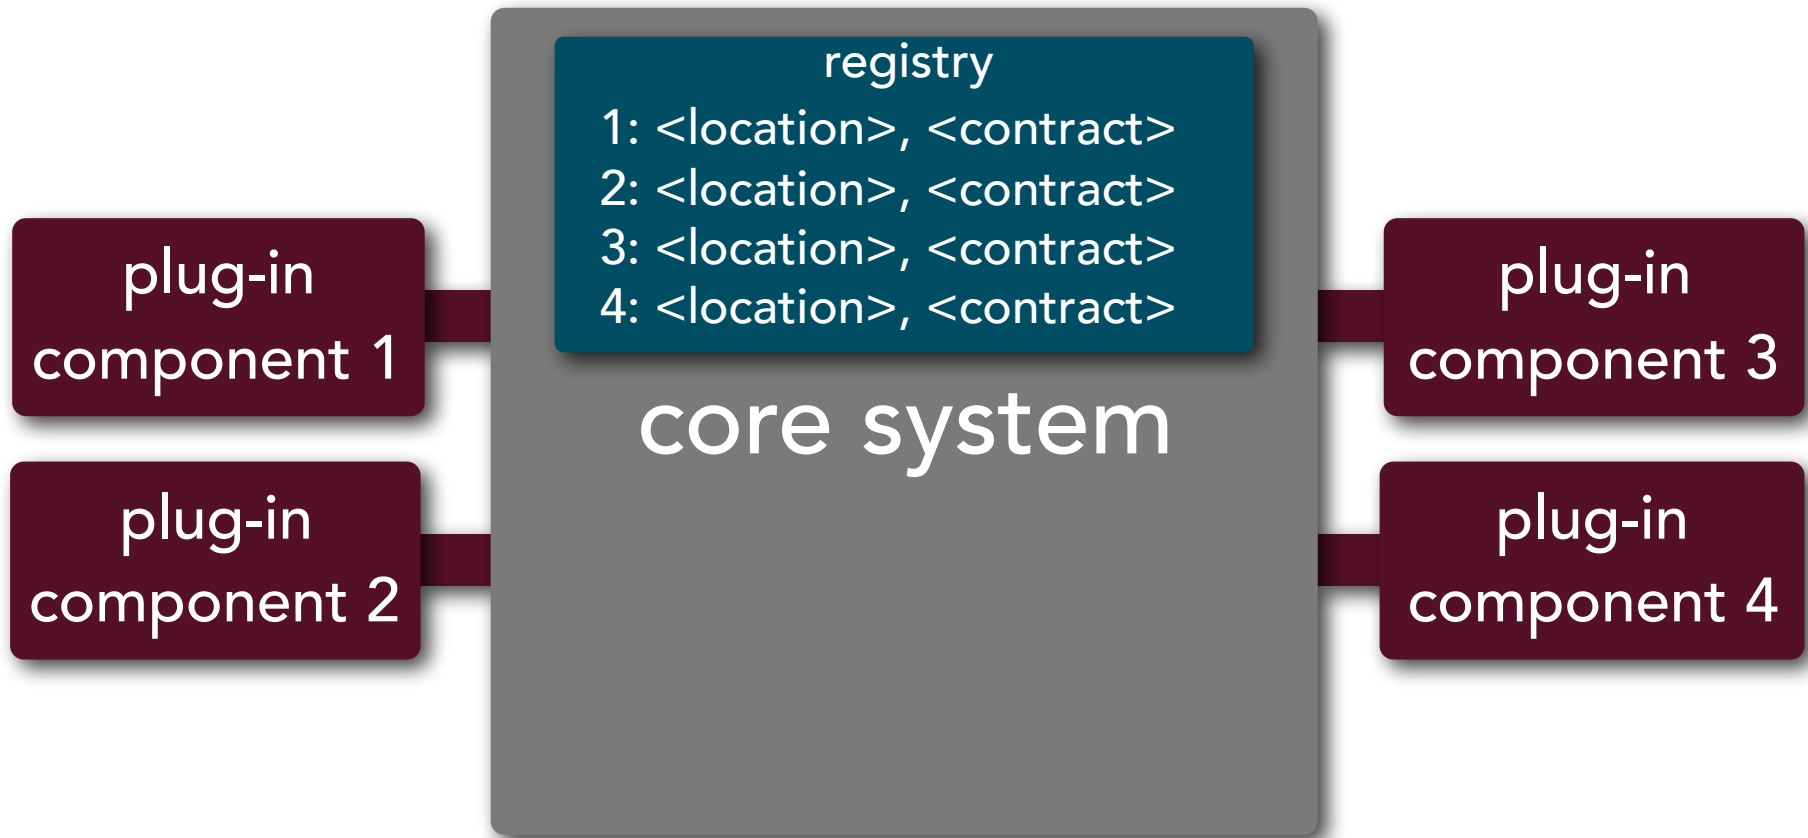 registry
1: <location>, <contract>
2: <location>, <contract>
3: <location>, <contract>
4: <location>, <contract>
core system
plug-in
component 1
plug-in
component 2
plug-in
component 3
plug-in
component 4